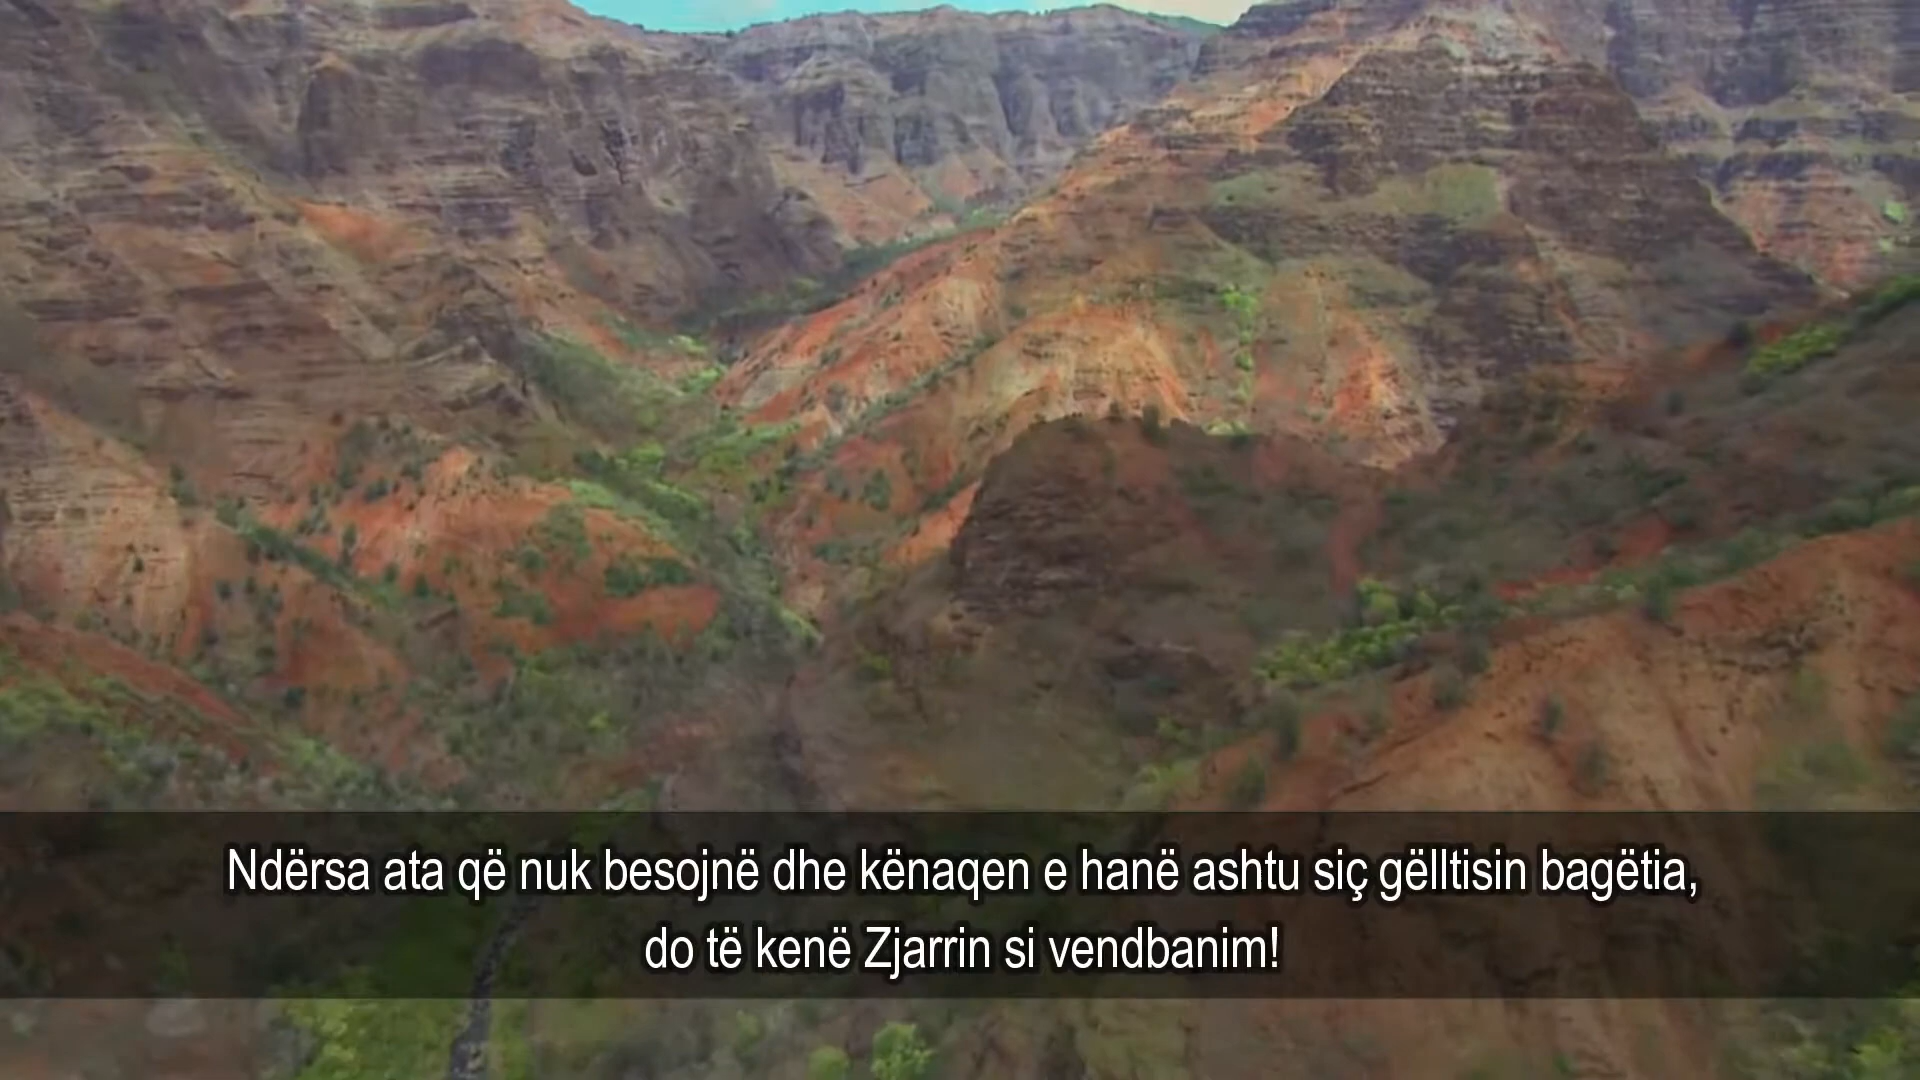 Ndërsa ata që nuk besojnë dhe kënaqen e hanë ashtu siç gëlltisin bagëtia,
do të kenë Zjarrin si vendbanim!